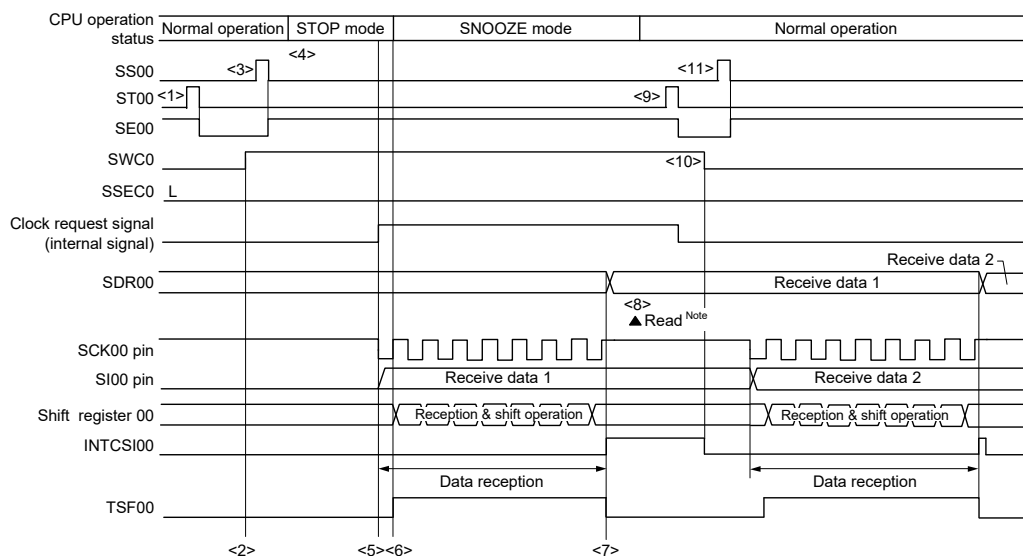 CPU operation status
Normal operation STOP mode SNOOZE mode Normal operation
<4>
SS00 <3> <11>
ST00 <1> <9>
SE00
SWC0 <10>
SSEC0 L
Clock request signal
(internal signal)
Receive data 2
SDR00 Receive data 1
<8>
▲ Read Note
SCK00 pin
SI00 pin Receive data 1 Receive data 2
Shift register 00 Reception & shift operation Reception & shift operation
INTCSI00
Data reception Data reception
TSF00
<2> <5><6> <7>